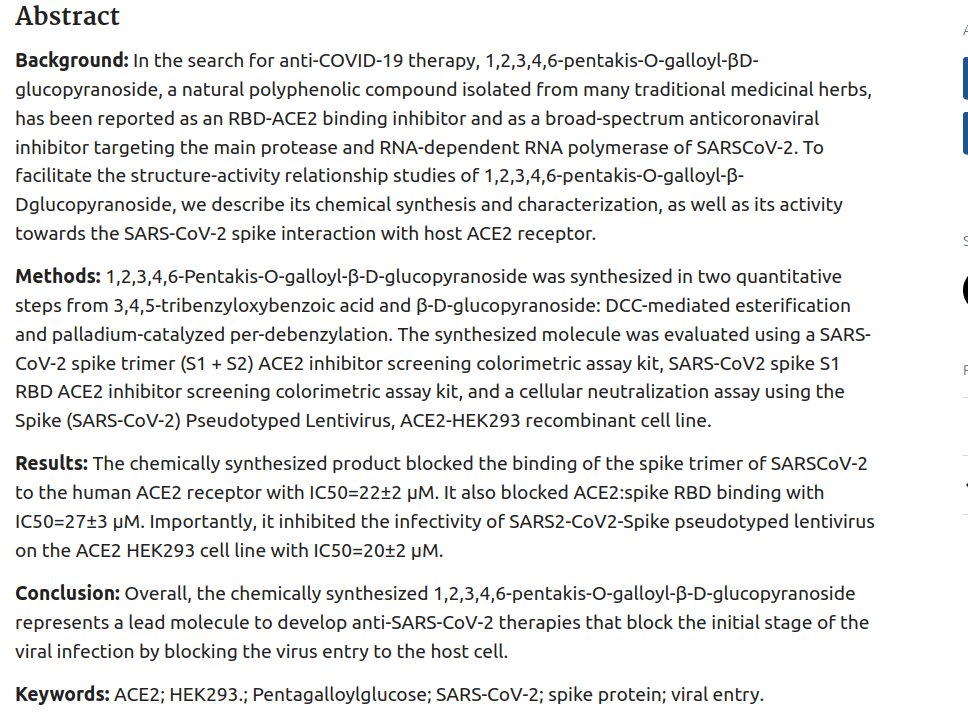 Abstract
Background: In the search for anti-COVID-19 therapy, 1,2,3,4,6-pentakis-O-galloyl-βD-
glucopyranoside, a natural polyphenolic compound isolated from many traditional medicinal herbs,
has been reported as an RBD-ACE2 binding inhibitor and as a broad-spectrum anticoronaviral
inhibitor targeting the main protease and RNA-dependent RNA polymerase of SARSCoV-2. To
facilitate the structure-activity relationship studies of 1,2,3,4,6-pentakis-O-galloyl-β-
Dglucopyranoside, we describe its chemical synthesis and characterization, as well as its activity
towards the SARS-CoV-2 spike interaction with host ACE2 receptor.
Methods: 1,2,3,4,6-Pentakis-O-galloyl-β-D-glucopyranoside was synthesized in two quantitative
steps from 3,4,5-tribenzyloxybenzoic acid and β-D-glucopyranoside: DCC-mediated esterification
and palladium-catalyzed per-debenzylation. The synthesized molecule was evaluated using a SARS-
CoV-2 spike trimer (S1 + S2) ACE2 inhibitor screening colorimetric assay kit, SARS-CoV2 spike S1
RBD ACE2 inhibitor screening colorimetric assay kit, and a cellular neutralization assay using the
Spike (SARS-CoV-2) Pseudotyped Lentivirus, ACE2-HEK293 recombinant cell line.
Results: The chemically synthesized product blocked the binding of the spike trimer of SARSCoV-2
to the human ACE2 receptor with IC50=22±2 μM. It also blocked ACE2:spike RBD binding with
IC50=27±3 μM. Importantly, it inhibited the infectivity of SARS2-CoV2-Spike pseudotyped lentivirus
on the ACE2 HEK293 cell line with IC50=20±2 μM.
Conclusion: Overall, the chemically synthesized 1,2,3,4,6-pentakis-O-galloyl-β-D-glucopyranoside
represents a lead molecule to develop anti-SARS-CoV-2 therapies that block the initial stage of the
viral infection by blocking the virus entry to the host cell.
Keywords: ACE2; HEK293.; Pentagalloylglucose; SARS-CoV-2; spike protein; viral entry.